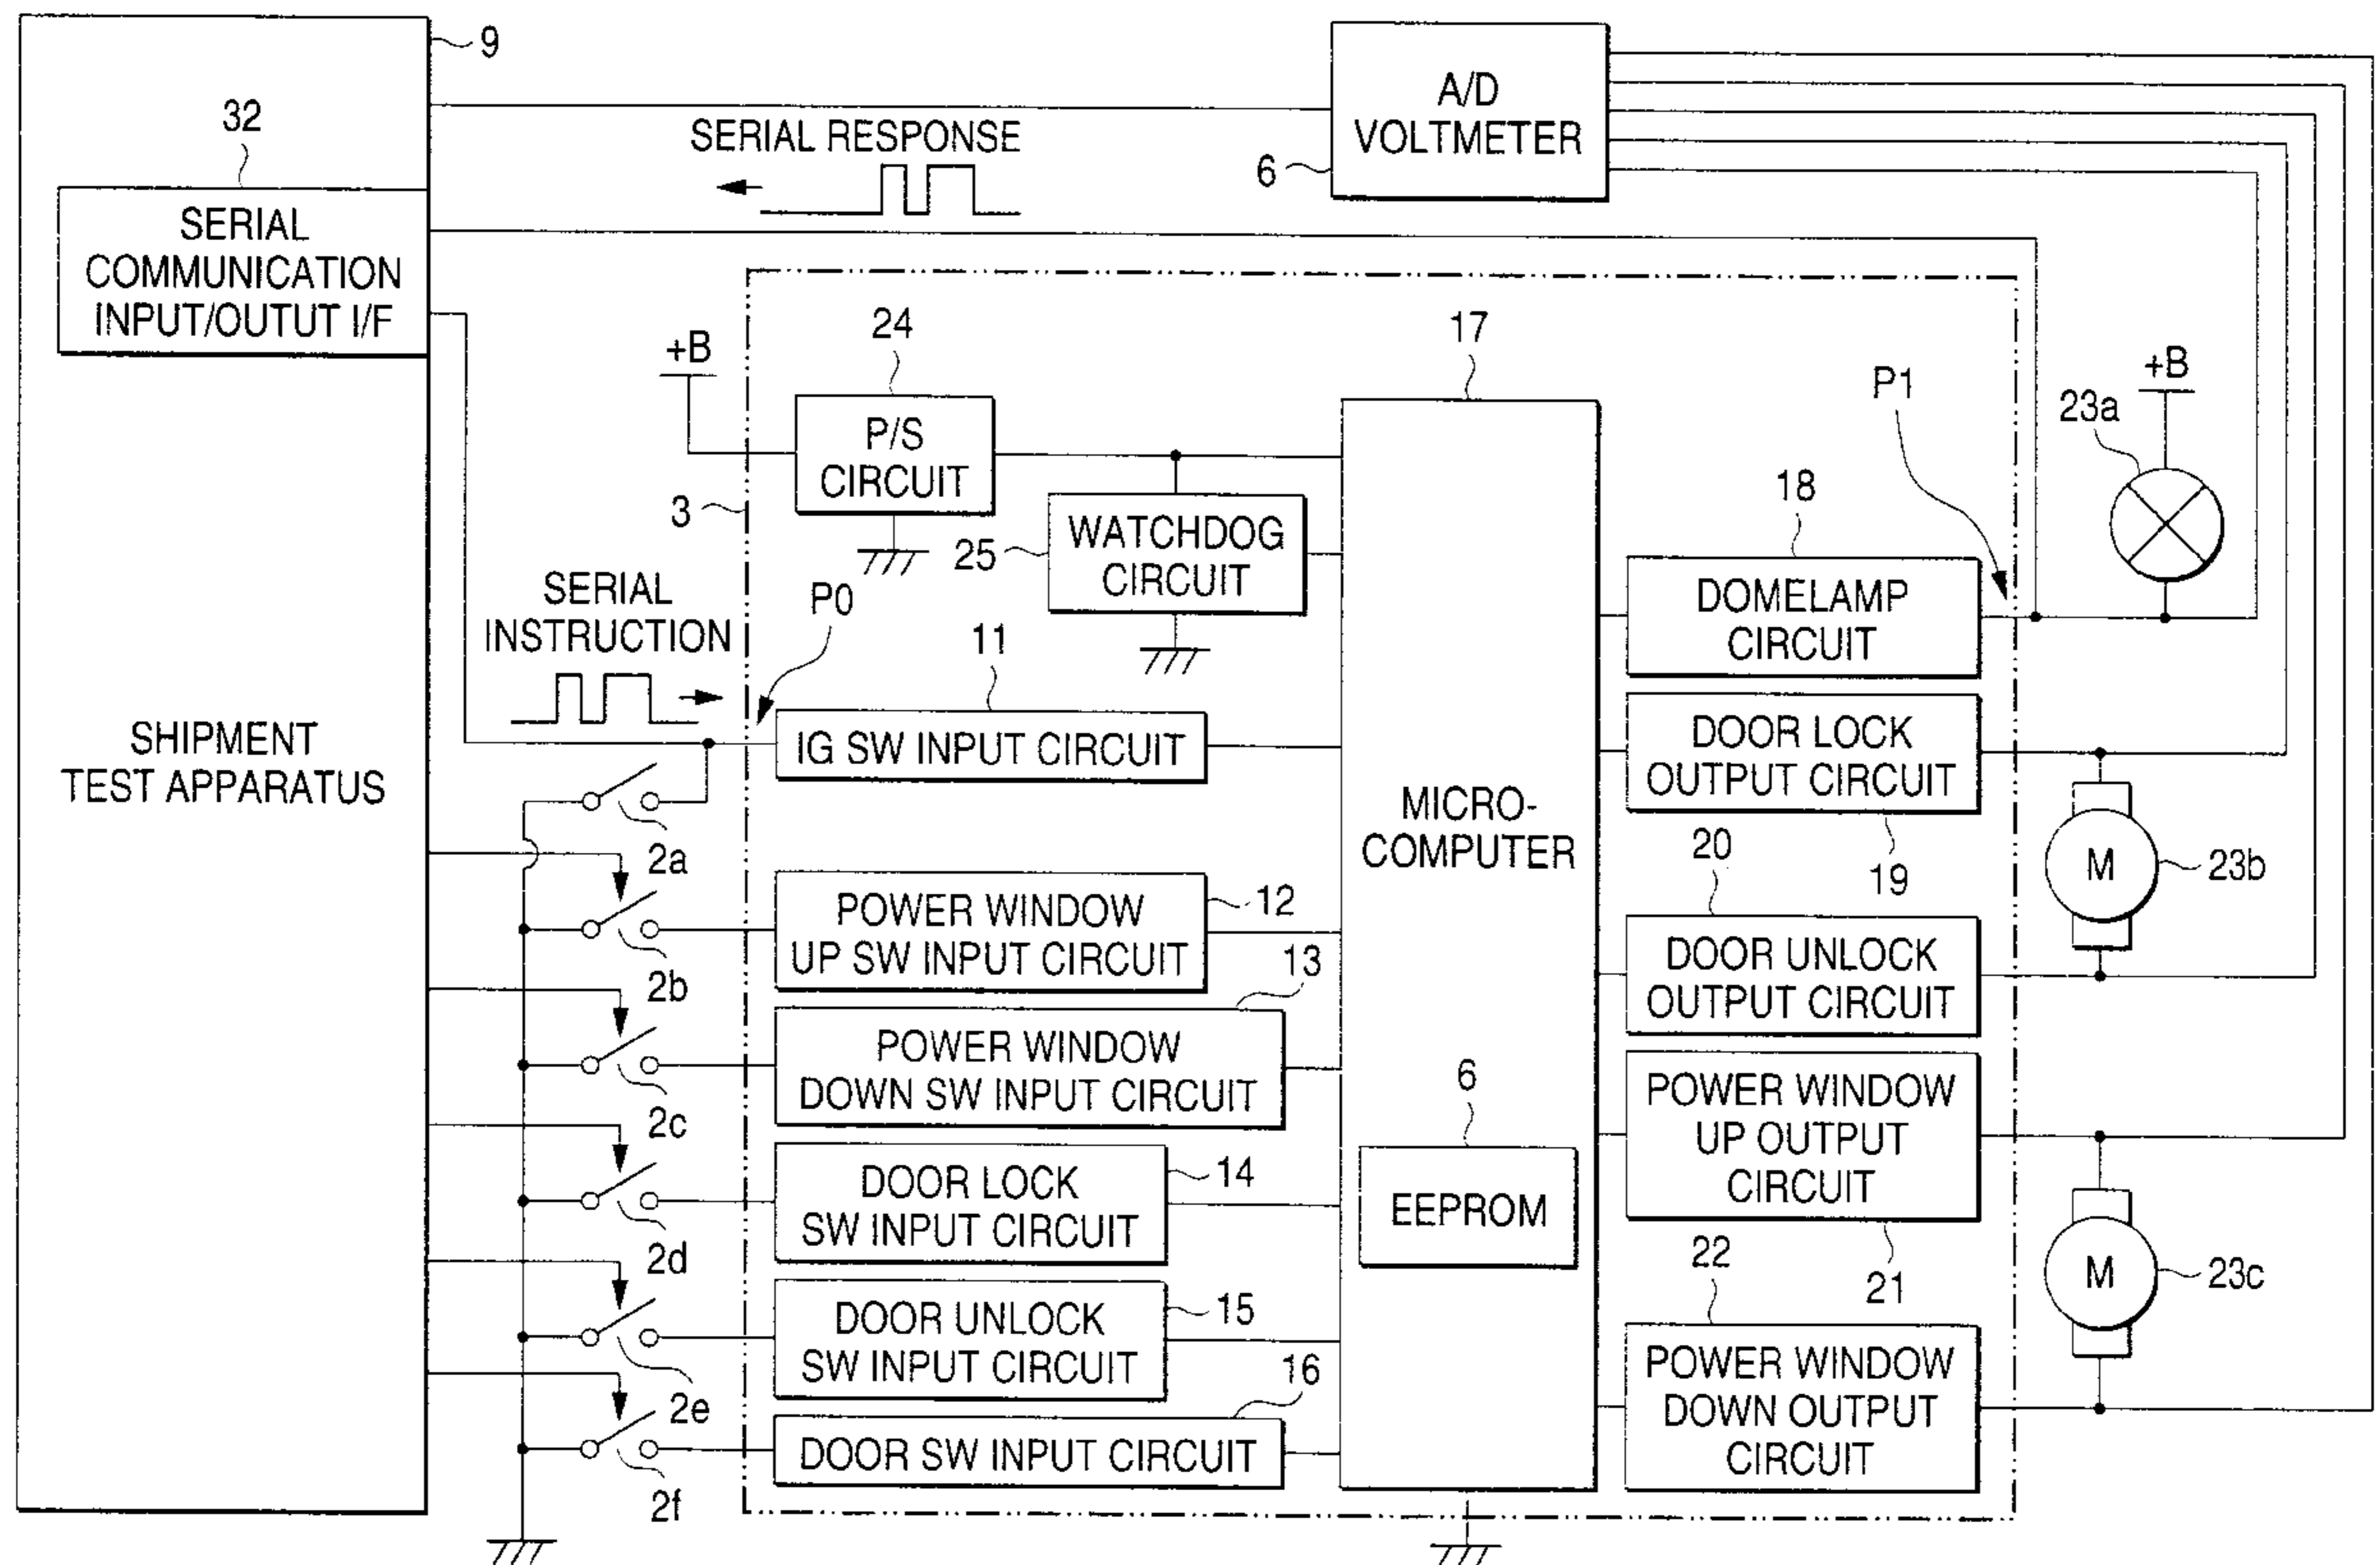 9
32
SERIAL
COMMUNICATION
INPUT/OUTUT I/F
SHIPMENT
TEST APPARATUS
SERIAL RESPONSE
A/D
VOLTMETER
6
+B
24
P/S
CIRCUIT
3
25
WATCHDOG
CIRCUIT
17
MICRO-
COMPUTER
6
EEPROM
SERIAL
INSTRUCTION
P0
11
IG SW INPUT CIRCUIT
2a
12
POWER WINDOW
UP SW INPUT CIRCUIT
2b
13
POWER WINDOW
DOWN SW INPUT CIRCUIT
2c
14
DOOR LOCK
SW INPUT CIRCUIT
2d
15
DOOR UNLOCK
SW INPUT CIRCUIT
2e
16
DOOR SW INPUT CIRCUIT
2f
P1
18
DOMELAMP
CIRCUIT
+B
23a
DOOR LOCK
OUTPUT CIRCUIT
19
M
23b
20
DOOR UNLOCK
OUTPUT CIRCUIT
POWER WINDOW
UP OUTPUT
CIRCUIT
21
M
23c
22
POWER WINDOW
DOWN OUTPUT
CIRCUIT